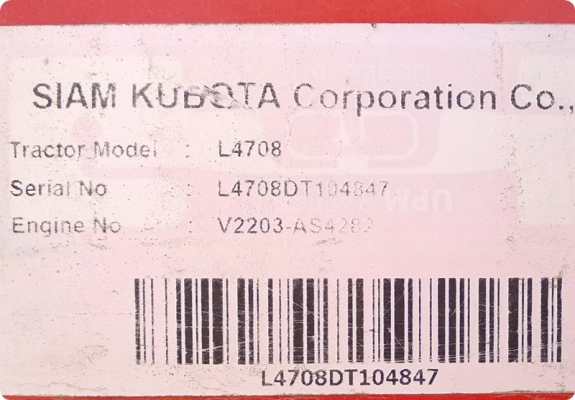 SIAM KUBOTA Corporation Co.,
Tractor Model : L4708
Serial No : L4708DT104847
Engine No : V2203-AS4282
L4708DT104847